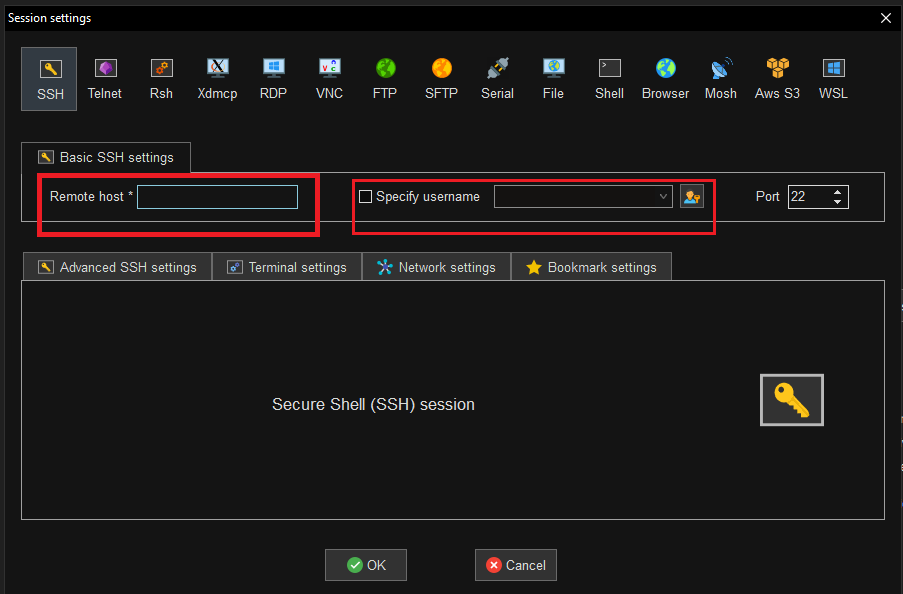 Session settings
SSH Telnet Rsh Xdmcp RDP VNC FTP SFTP Serial File Shell Browser Mosh Aws S3 WSL
Basic SSH settings
Remote host * Specify username Port 22
Advanced SSH settings Terminal settings Network settings Bookmark settings
Secure Shell (SSH) session
OK Cancel